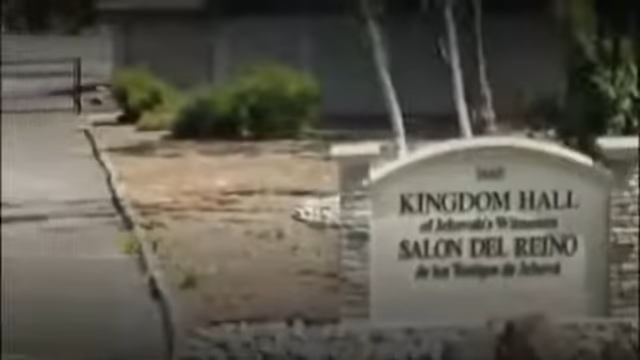 KINGDOM HALL
of Jehovah's Witnesses
SALON DEL REINO
de los Testigos de Jehová